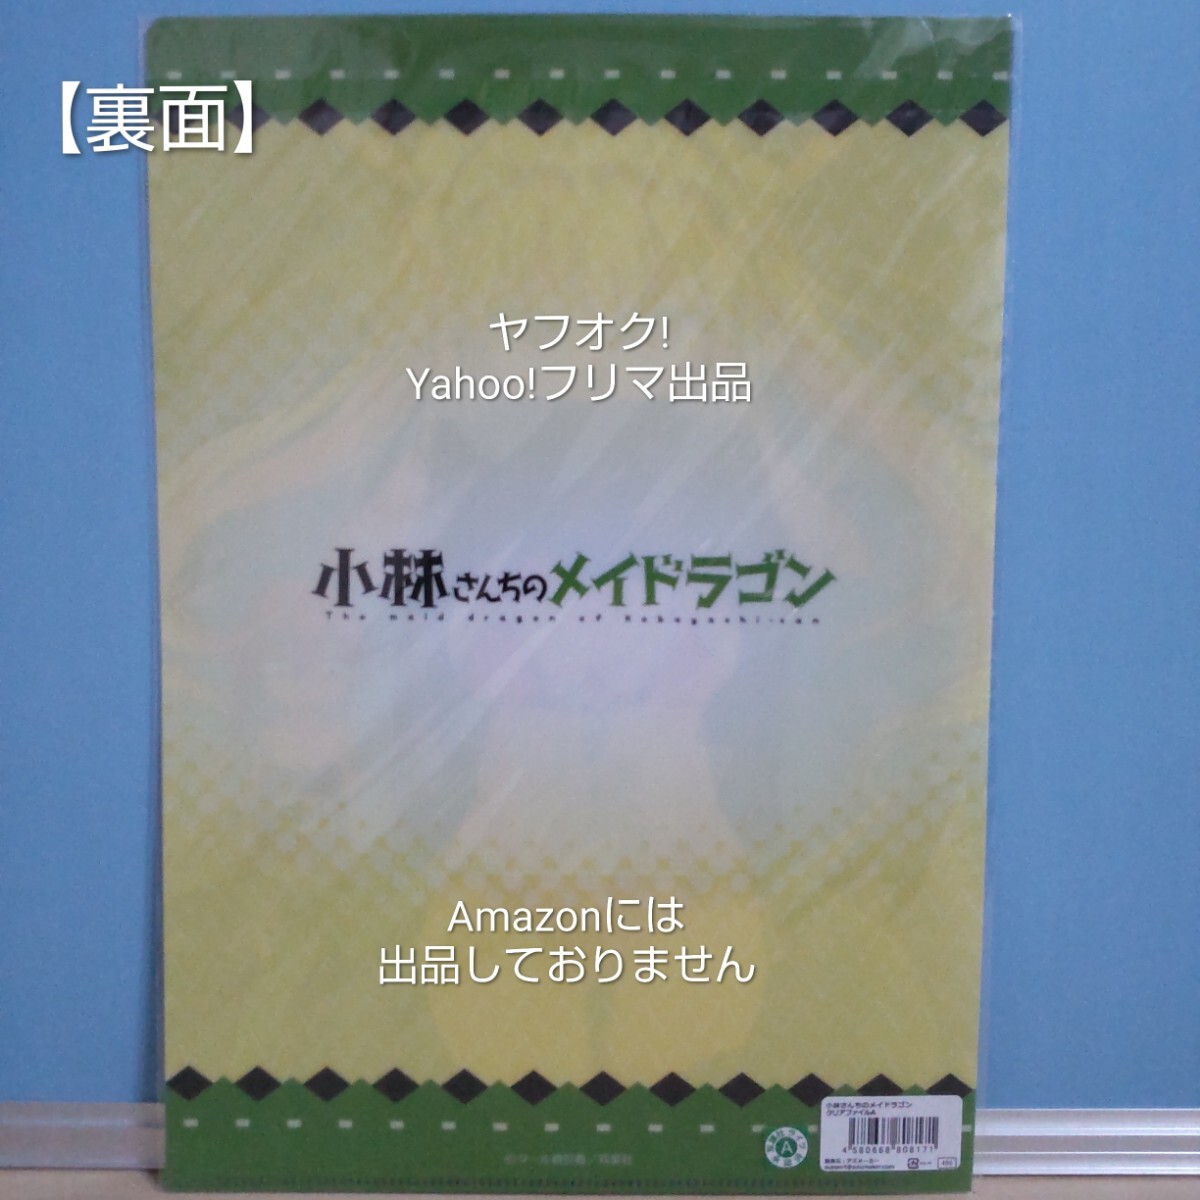 【裏面】
ヤフオク!
Yahoo!フリマ出品
小林さんちのメイドラゴン
The maid dragon of Kobayashi-san
Amazonには
出品しておりません
小林さんちのメイドラゴン
クリアファイルA
4 580668 808171
A